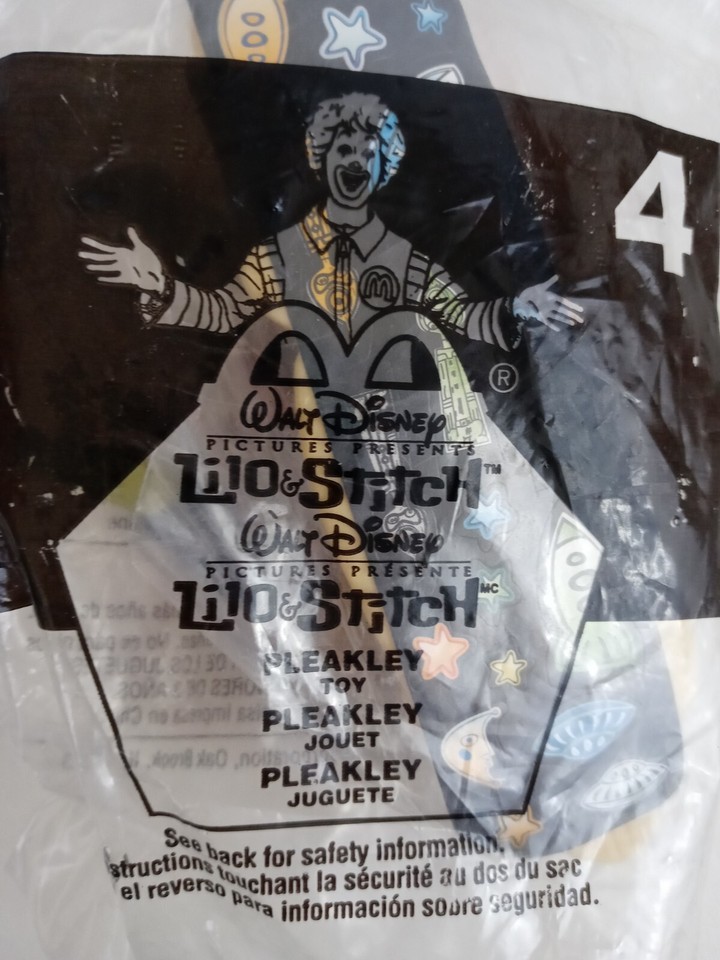 4
®
WALT DISNEY
PICTURES PRESENTS
Lilo & Stitch™
WALT DISNEY
PICTURES PRÉSENTE
Lilo & Stitch MC
PLEAKLEY
TOY
PLEAKLEY
JOUET
PLEAKLEY
JUGUETE
See back for safety information.
structions touchant la sécurité au dos du sac
el reverso para información sobre seguridad.